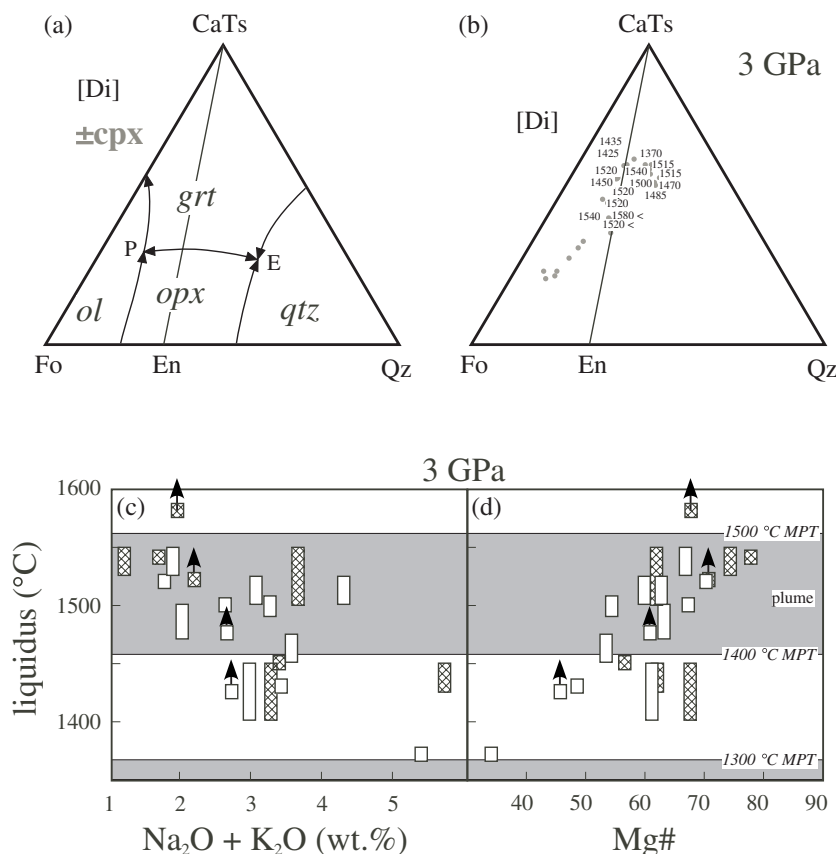 (a)
CaTs
[Di]
±cpx
grt
P
E
opx
ol
qtz
Fo
En
Qz
(b)
CaTs
3 GPa
[Di]
1435
1425
1370
1520
1540
1515
1450
1500
1515
1520
1470
1520
1485
1540
1580 <
1520 <
Fo
En
Qz
3 GPa
1600
(c)
(d)
1500 °C MPT
1500
plume
1400 °C MPT
1400
1300 °C MPT
liquidus (°C)
1 2 3 4 5
40 50 60 70 80 90
Na₂O + K₂O (wt.%)
Mg#